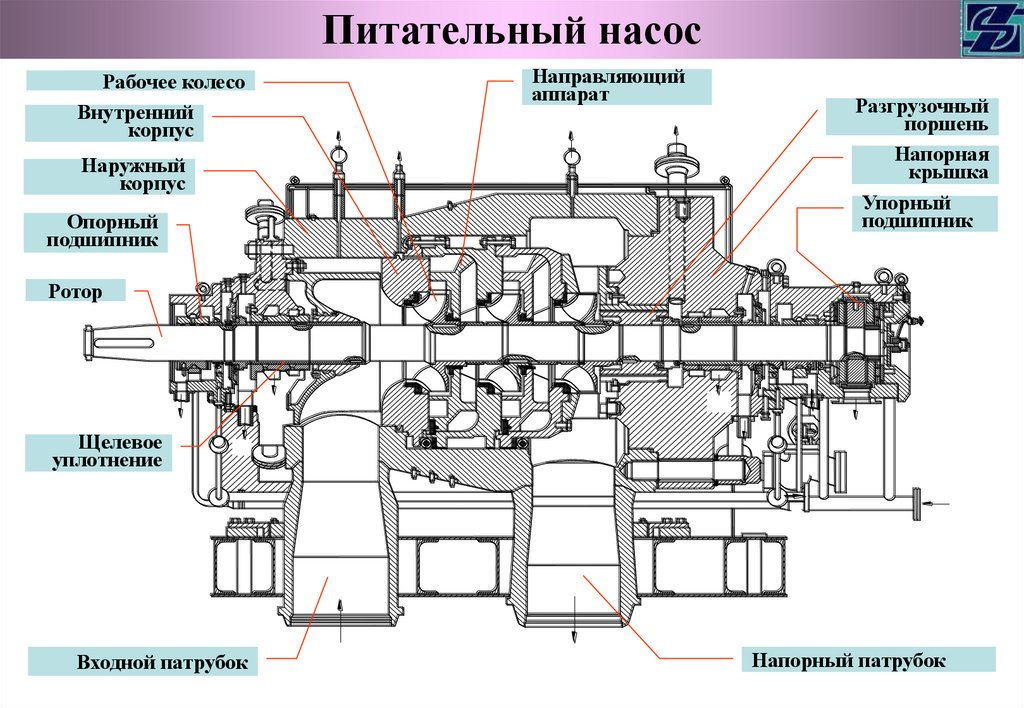 Питательный насос
Рабочее колесо
Направляющий
аппарат
Внутренний
корпус
Разгрузочный
поршень
Наружный
корпус
Напорная
крышка
Опорный
подшипник
Упорный
подшипник
Ротор
Щелевое
уплотнение
Входной патрубок
Напорный патрубок